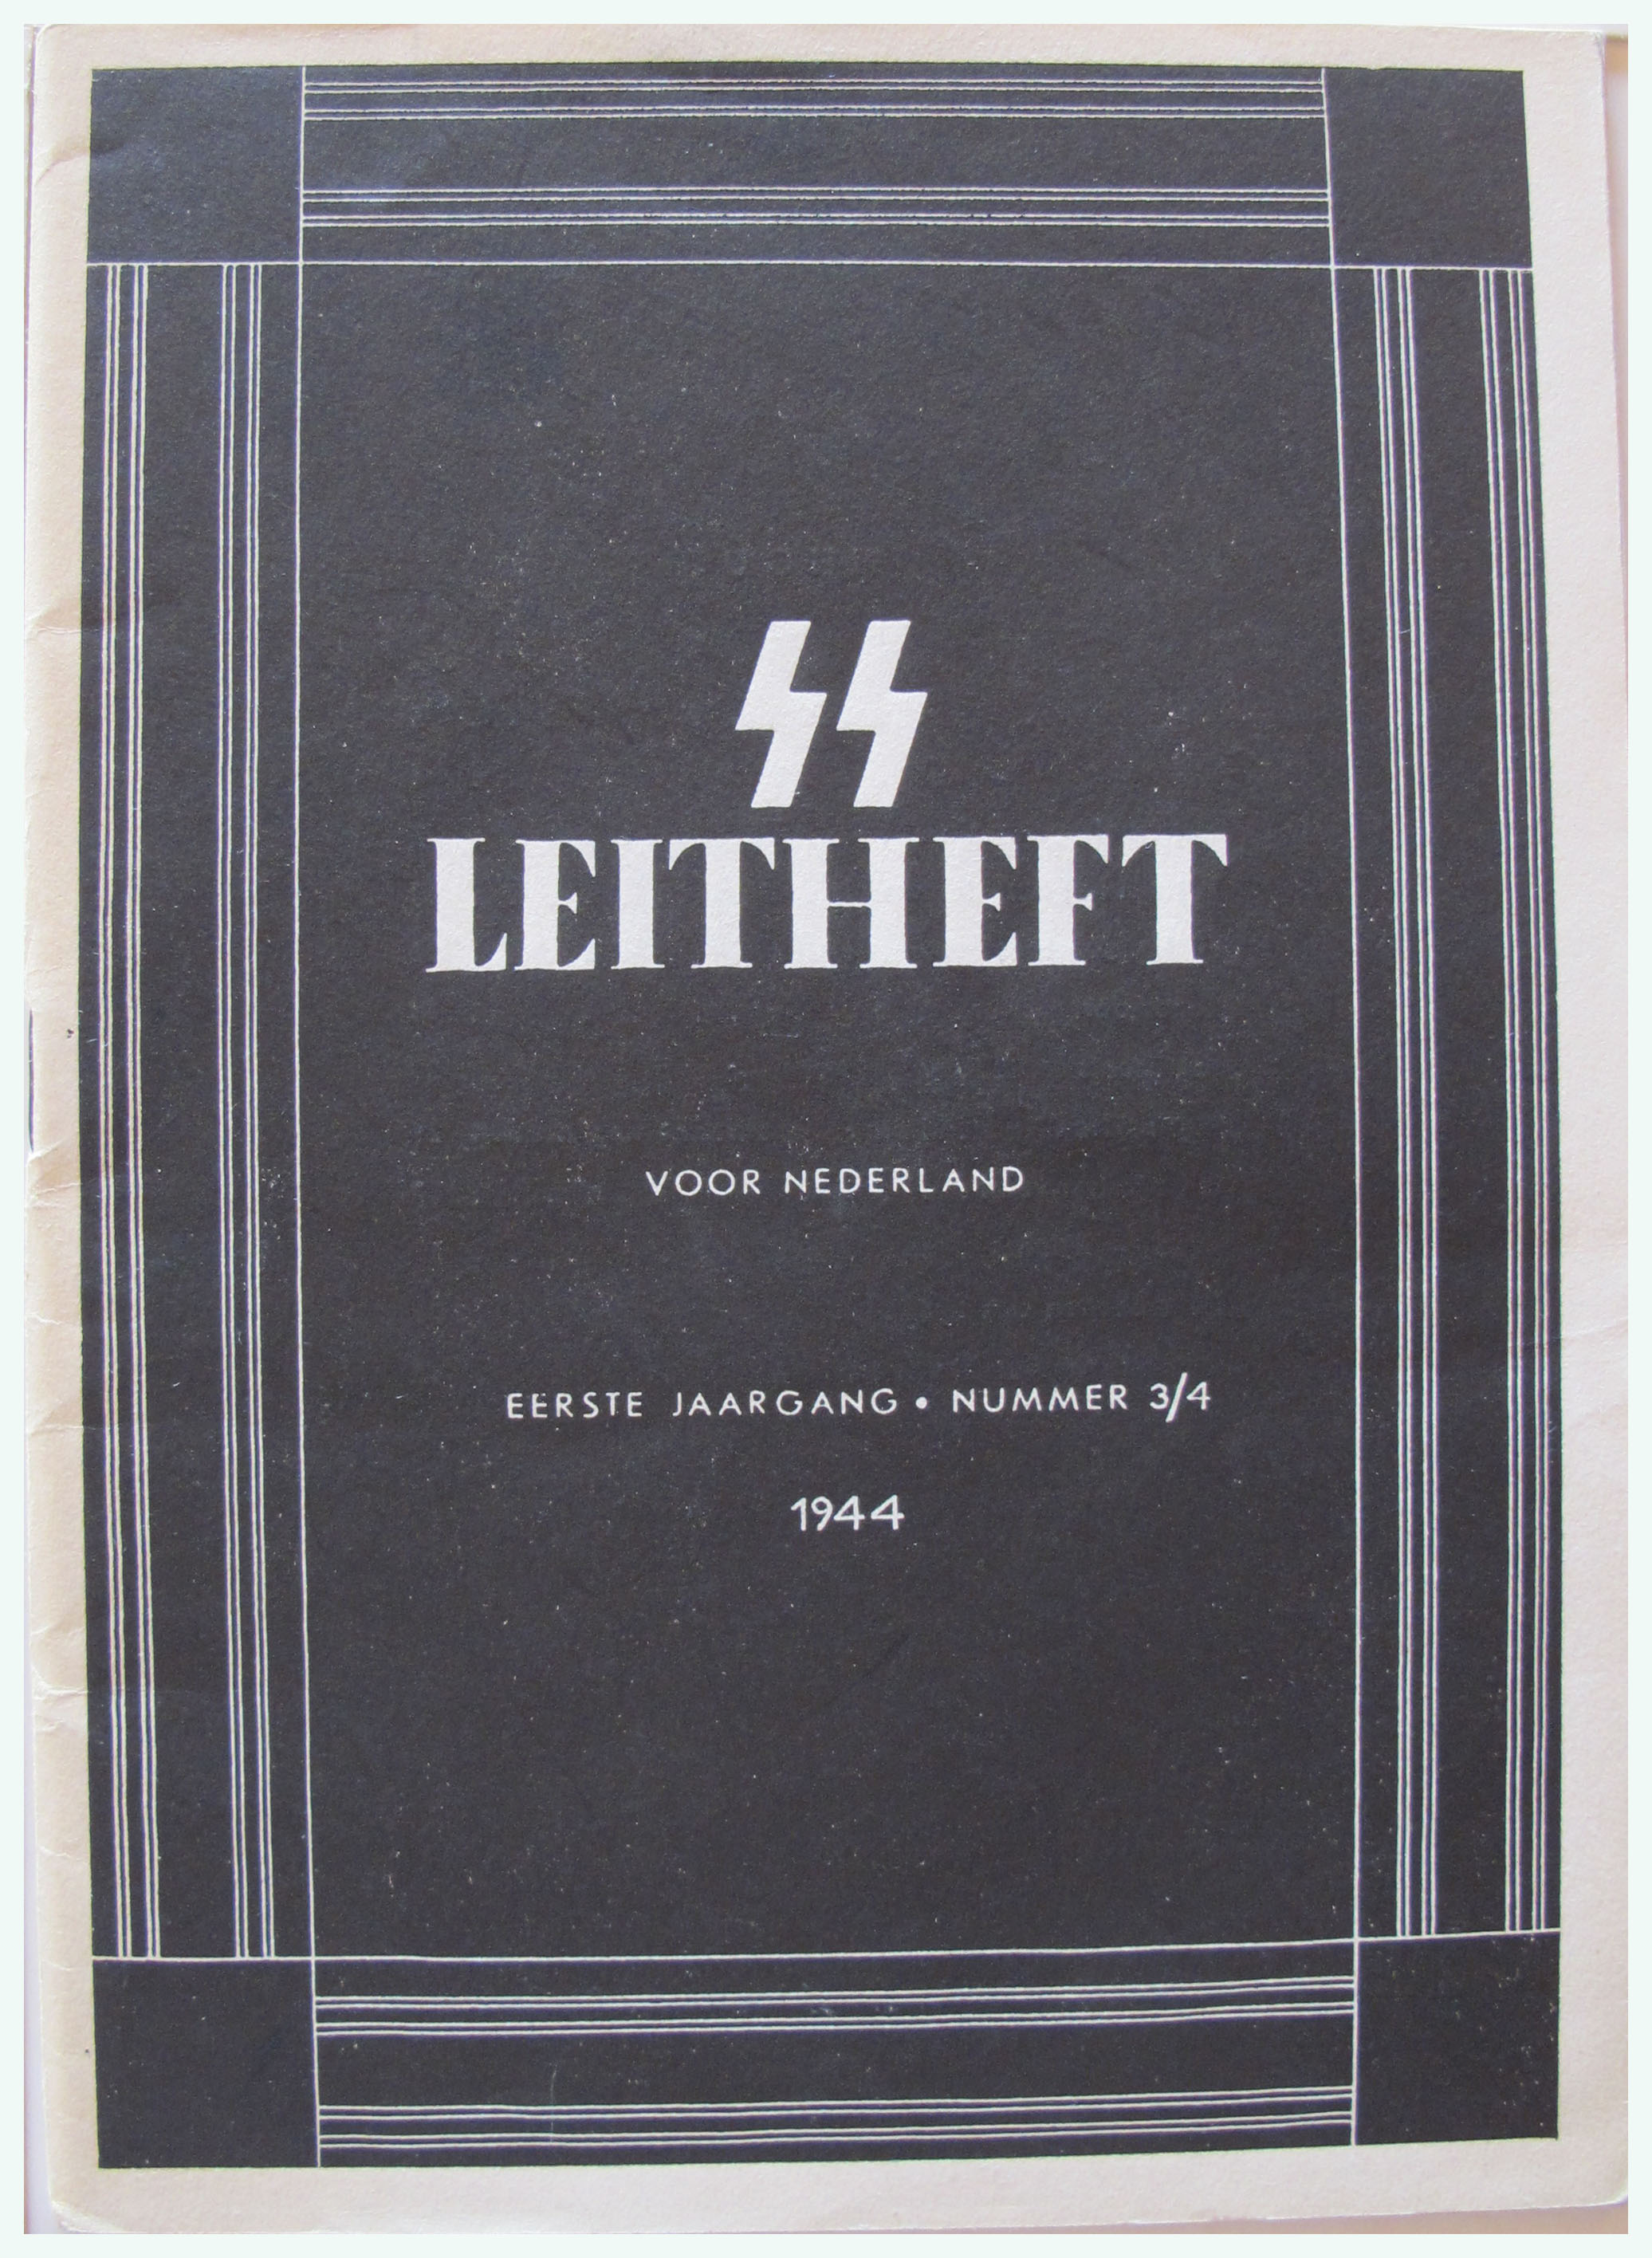 SS
LEITHEFT
VOOR NEDERLAND
EERSTE JAARGANG • NUMMER 3/4
1944